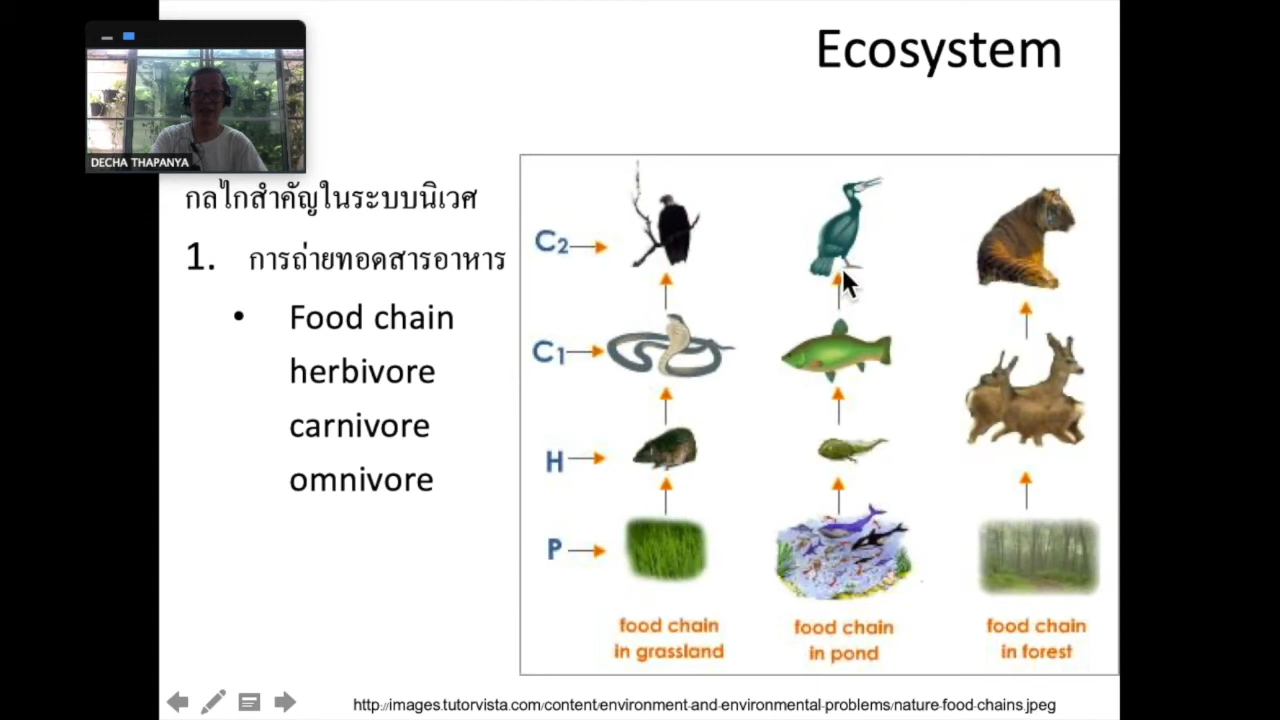 Ecosystem
DECHA THAPANYA
กลไกสำคัญในระบบนิเวศ
1. การถ่ายทอดสารอาหาร
• Food chain
herbivore
carnivore
omnivore
C2
C1
H
P
food chain
in grassland
food chain
in pond
food chain
in forest
http://images.tutorvista.com/content/environment-and-environmental-problems/nature-food-chains.jpeg